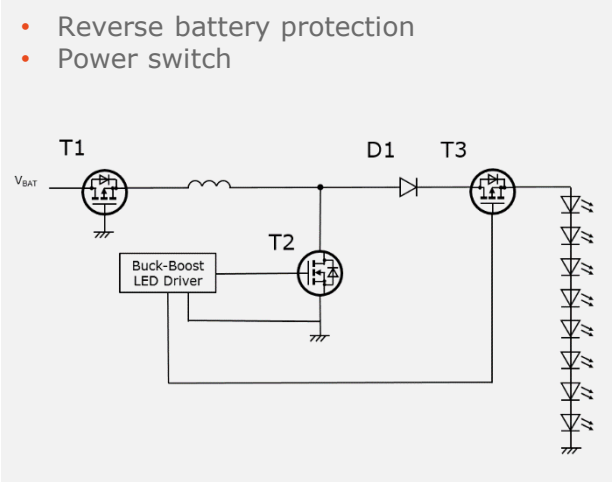 • Reverse battery protection
• Power switch
T1
D1
T3
VBAT
T2
Buck-Boost
LED Driver